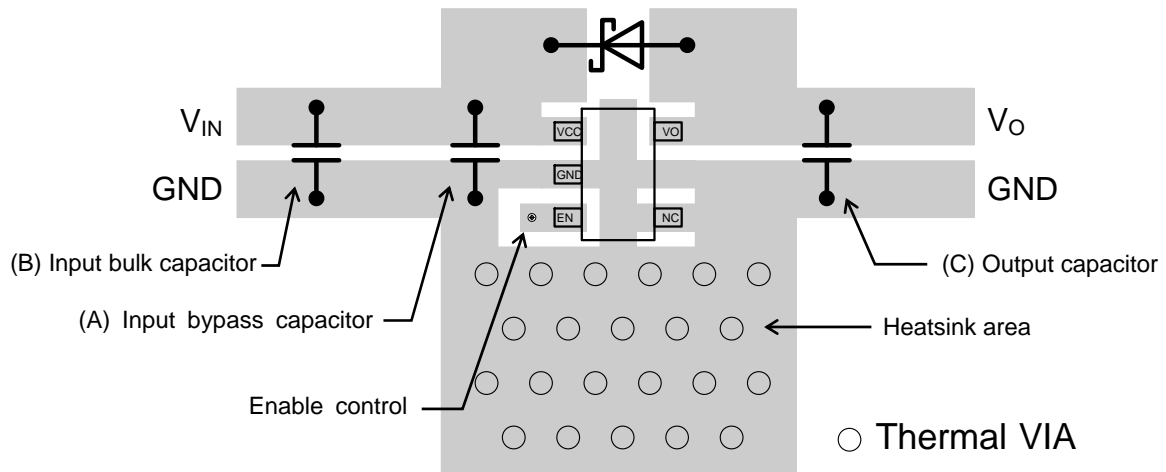 VIN
VO
VCC
VO
GND
GND
GND
EN
NC
(B) Input bulk capacitor
(C) Output capacitor
(A) Input bypass capacitor
Heatsink area
Enable control
Thermal VIA